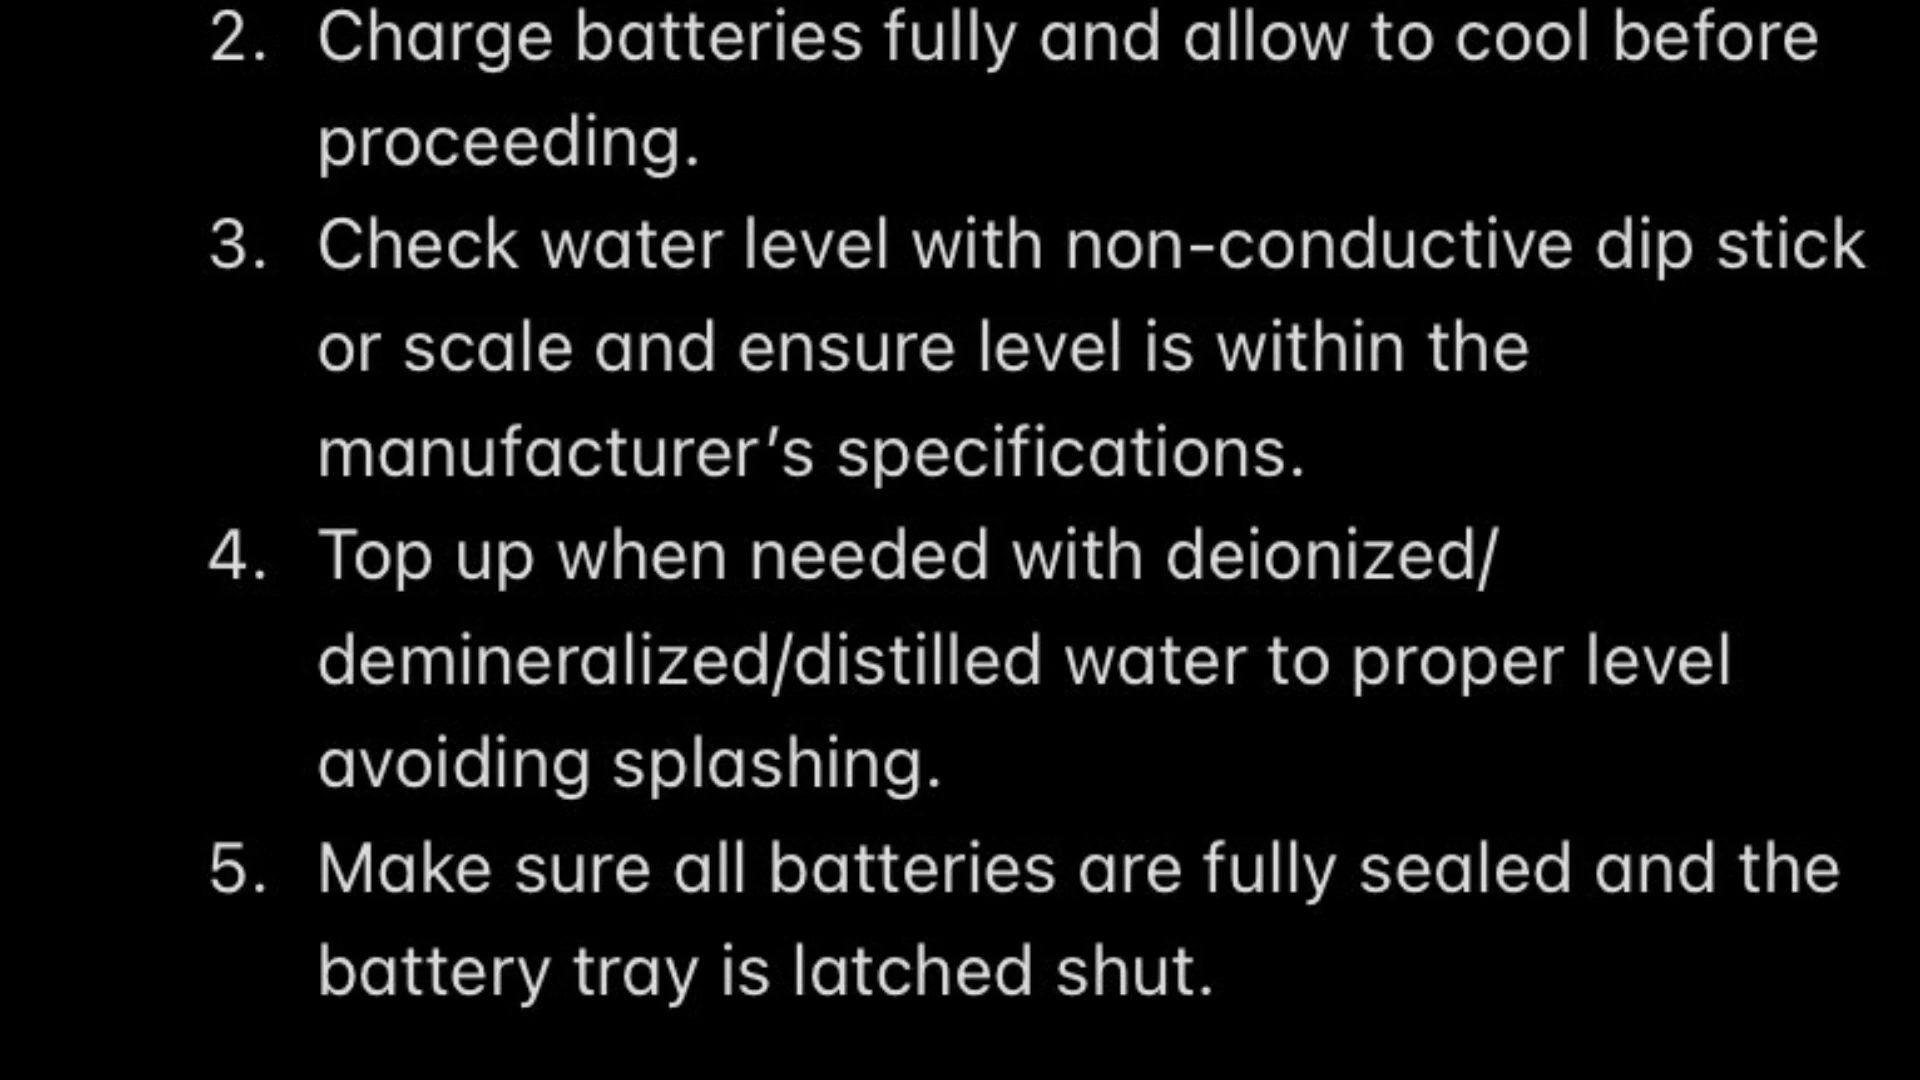 2. Charge batteries fully and allow to cool before
proceeding.
3. Check water level with non-conductive dip stick
or scale and ensure level is within the
manufacturer's specifications.
4. Top up when needed with deionized/
demineralized/distilled water to proper level
avoiding splashing.
5. Make sure all batteries are fully sealed and the
battery tray is latched shut.